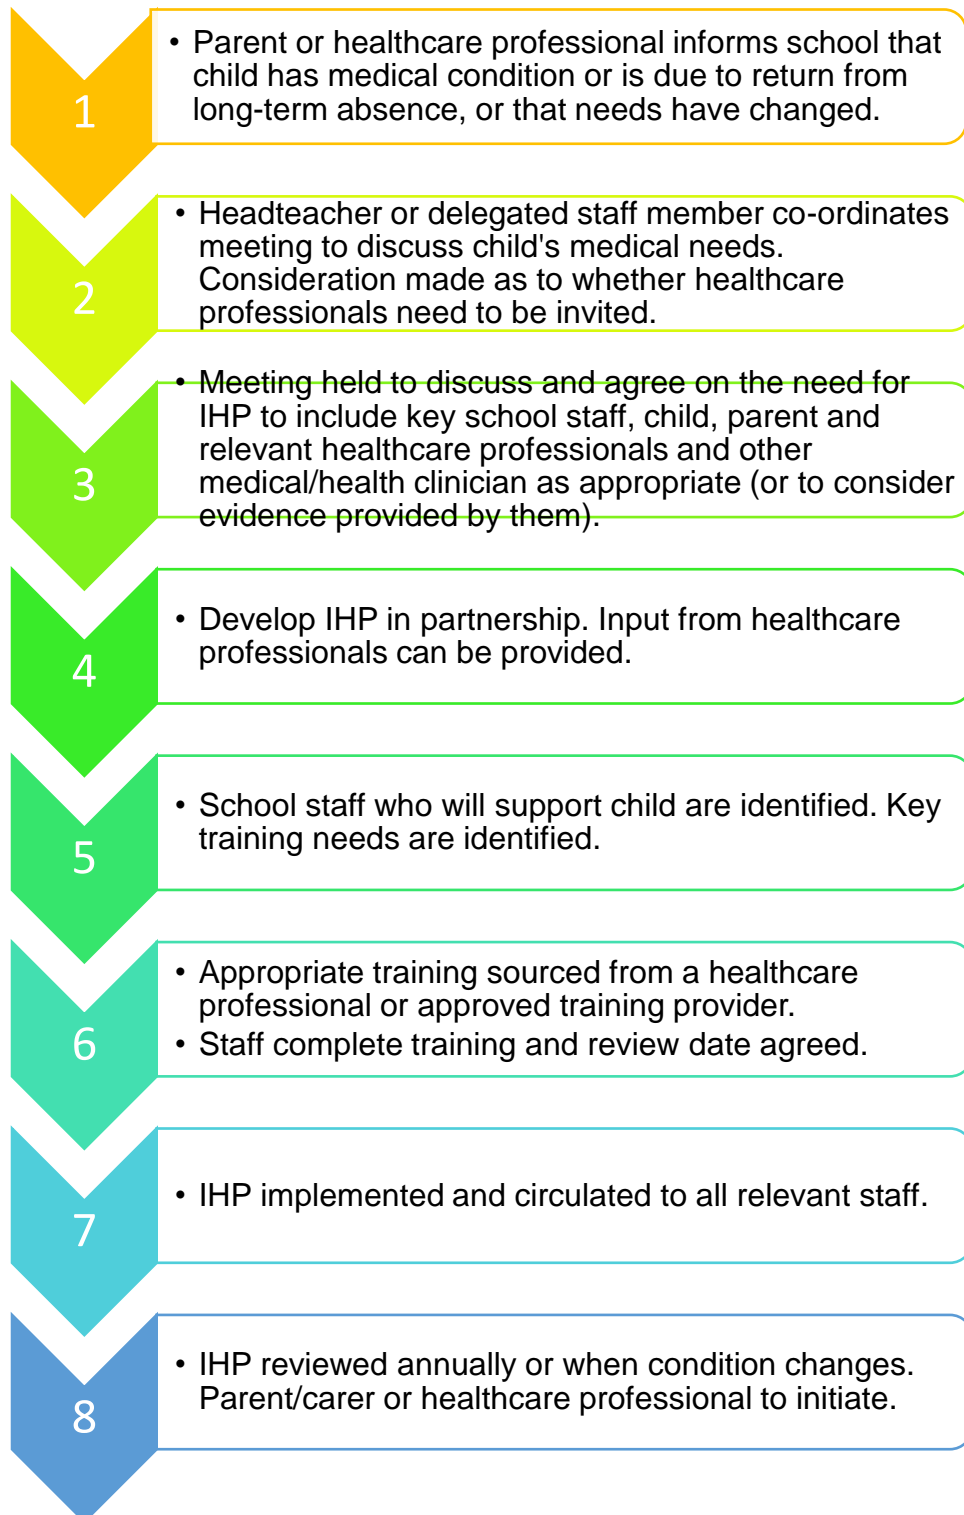 1
• Parent or healthcare professional informs school that
child has medical condition or is due to return from
long-term absence, or that needs have changed.
2
• Headteacher or delegated staff member co-ordinates
meeting to discuss child's medical needs.
Consideration made as to whether healthcare
professionals need to be invited.
3
• Meeting held to discuss and agree on the need for
IHP to include key school staff, child, parent and
relevant healthcare professionals and other
medical/health clinician as appropriate (or to consider
evidence provided by them).
4
• Develop IHP in partnership. Input from healthcare
professionals can be provided.
5
• School staff who will support child are identified. Key
training needs are identified.
6
• Appropriate training sourced from a healthcare
professional or approved training provider.
• Staff complete training and review date agreed.
7
• IHP implemented and circulated to all relevant staff.
8
• IHP reviewed annually or when condition changes.
Parent/carer or healthcare professional to initiate.